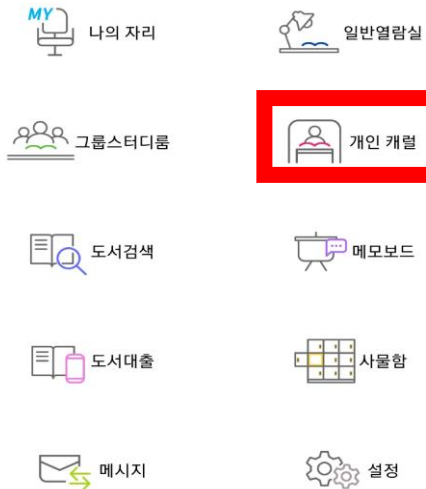 MY
나의 자리
일반열람실
그룹스터디룸
개인 캐럴
도서검색
메모보드
도서대출
사물함
메시지
설정